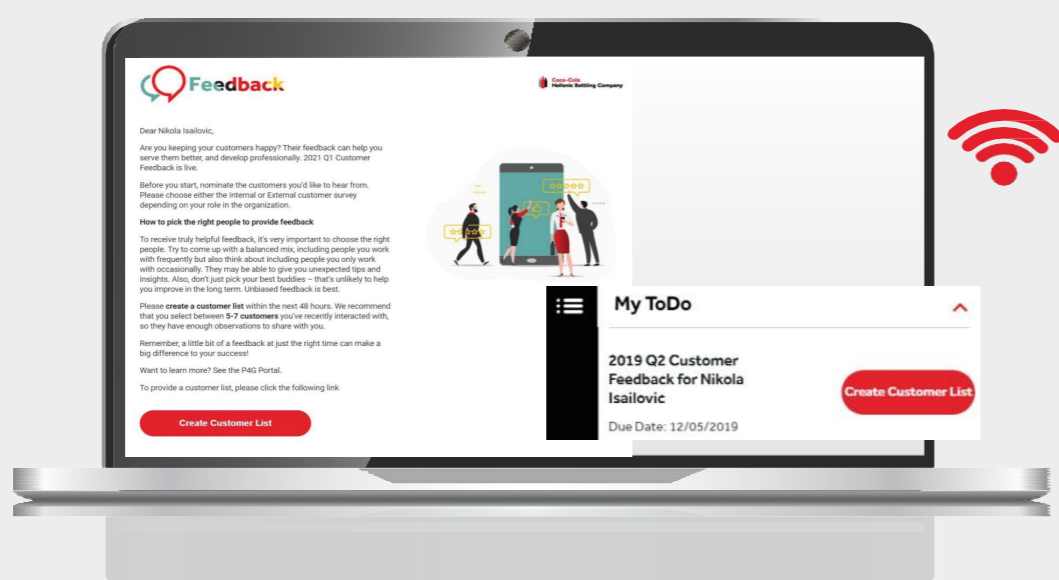 Feedback
Coca-Cola
Hellenic Bottling Company
Dear Nikola Isailovic,
Are you keeping your customers happy? Their feedback can help you
serve them better, and develop professionally. 2021 Q1 Customer
Feedback is live.
Before you start, nominate the customers you'd like to hear from.
Please choose either the Internal or External customer survey
depending on your role in the organization.
How to pick the right people to provide feedback
To receive truly helpful feedback, it's very important to choose the right
people. Try to come up with a balanced mix, including people you work
with frequently but also think about including people you only work
with occasionally. They may be able to give you unexpected tips and
insights. Also, don't just pick your best buddies – that's unlikely to help
you improve in the long term. Unbiased feedback is best.
Please create a customer list within the next 48 hours. We recommend
that you select between 5-7 customers you've recently interacted with,
so they have enough observations to share with you.
Remember, a little bit of a feedback at just the right time can make a
big difference to your success!
Want to learn more? See the P4G Portal.
To provide a customer list, please click the following link
Create Customer List
My ToDo
2019 Q2 Customer
Feedback for Nikola
Isailovic
Create Customer List
Due Date: 12/05/2019